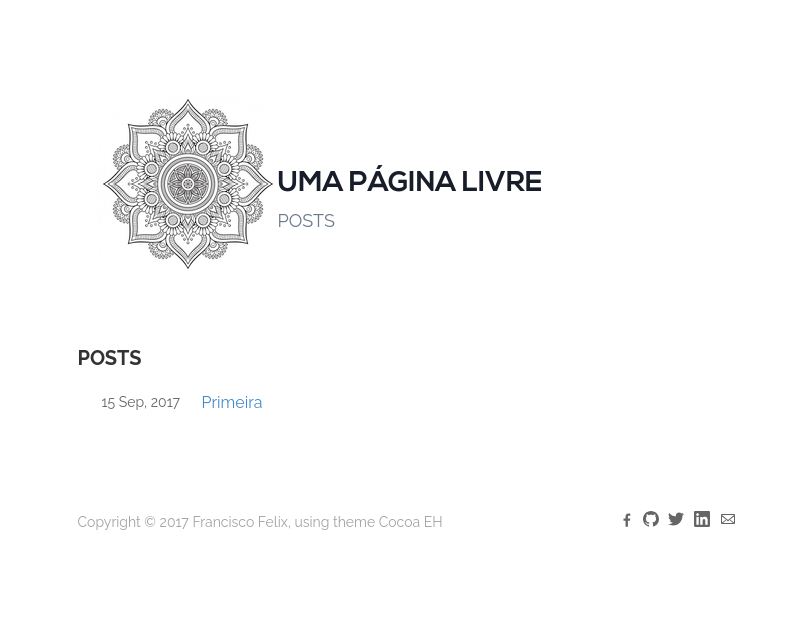 UMA PÁGINA LIVRE
POSTS
POSTS
15 Sep, 2017 Primeira
Copyright © 2017 Francisco Felix, using theme Cocoa EH